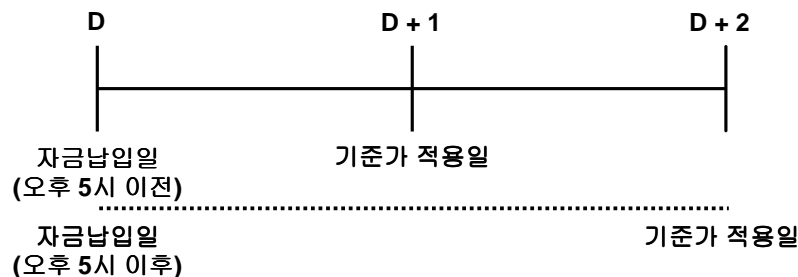 D
D + 1
D + 2
자금납입일
(오후 5시 이전)
기준가 적용일
자금납입일
(오후 5시 이후)
기준가 적용일